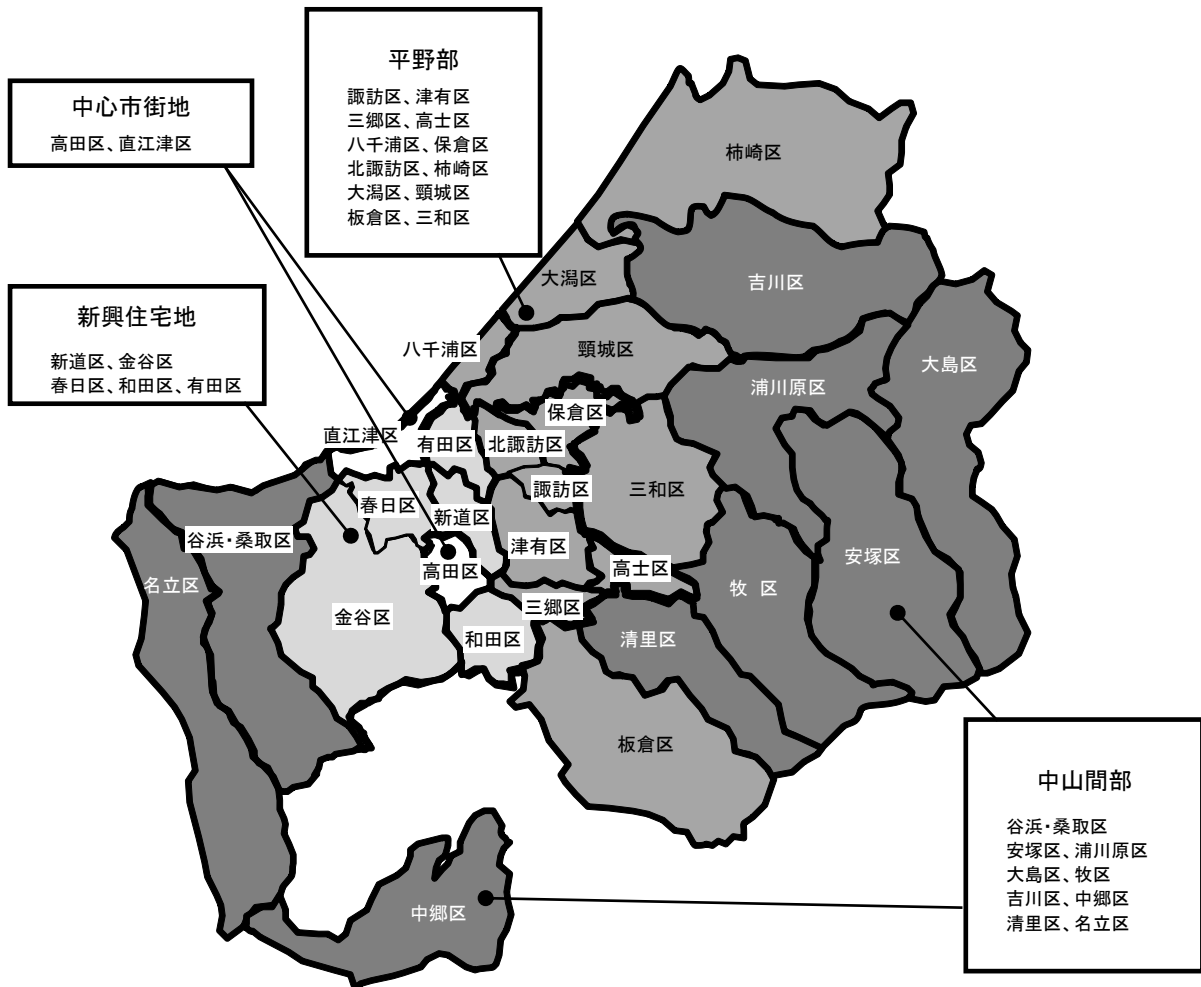 平野部
諏訪区、津有区
三郷区、高士区
八千浦区、保倉区
北諏訪区、柿崎区
大潟区、頸城区
板倉区、三和区
中心市街地
高田区、直江津区
新興住宅地
新道区、金谷区
春日区、和田区、有田区
柿崎区
大潟区
吉川区
八千浦区
頸城区
大島区
浦川原区
保倉区
直江津区
有田区
北諏訪区
諏訪区
三和区
春日区
新道区
谷浜・桑取区
津有区
安塚区
名立区
高田区
高士区
牧 区
金谷区
三郷区
和田区
清里区
板倉区
中郷区
中山間部
谷浜・桑取区
安塚区、浦川原区
大島区、牧区
吉川区、中郷区
清里区、名立区